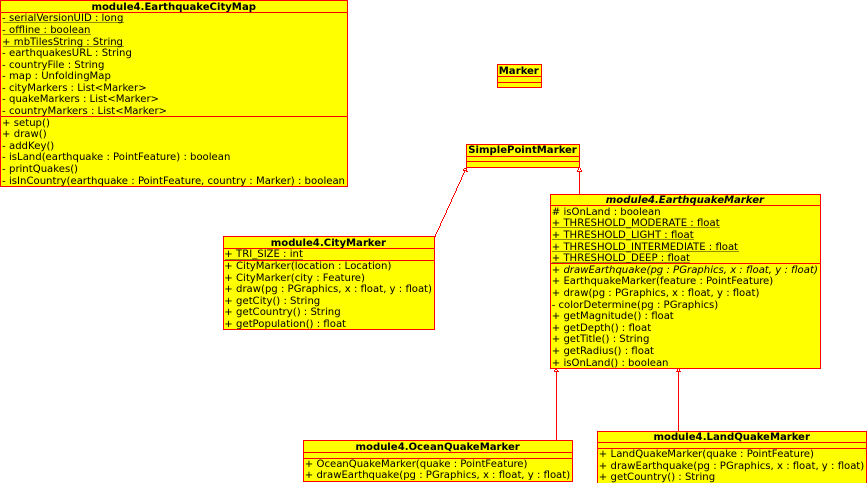 module4.EarthquakeCityMap
- serialVersionUID : long
- offline : boolean
+ mbTilesString : String
- earthquakesURL : String
- countryFile : String
- map : UnfoldingMap
- cityMarkers : List<Marker>
- quakeMarkers : List<Marker>
- countryMarkers : List<Marker>
+ setup()
+ draw()
- addKey()
- isLand(earthquake : PointFeature) : boolean
- printQuakes()
- isInCountry(earthquake : PointFeature, country : Marker) : boolean
Marker
SimplePointMarker
module4.EarthquakeMarker
# isOnLand : boolean
+ THRESHOLD_MODERATE : float
+ THRESHOLD_LIGHT : float
+ THRESHOLD_INTERMEDIATE : float
+ THRESHOLD_DEEP : float
+ drawEarthquake(pg : PGraphics, x : float, y : float)
+ EarthquakeMarker(feature : PointFeature)
+ draw(pg : PGraphics, x : float, y : float)
- colorDetermine(pg : PGraphics)
+ getMagnitude() : float
+ getDepth() : float
+ getTitle() : String
+ getRadius() : float
+ isOnLand() : boolean
module4.CityMarker
+ TRI_SIZE : int
+ CityMarker(location : Location)
+ CityMarker(city : Feature)
+ draw(pg : PGraphics, x : float, y : float)
+ getCity() : String
+ getCountry() : String
+ getPopulation() : float
module4.OceanQuakeMarker
+ OceanQuakeMarker(quake : PointFeature)
+ drawEarthquake(pg : PGraphics, x : float, y : float)
module4.LandQuakeMarker
+ LandQuakeMarker(quake : PointFeature)
+ drawEarthquake(pg : PGraphics, x : float, y : float)
+ getCountry() : String